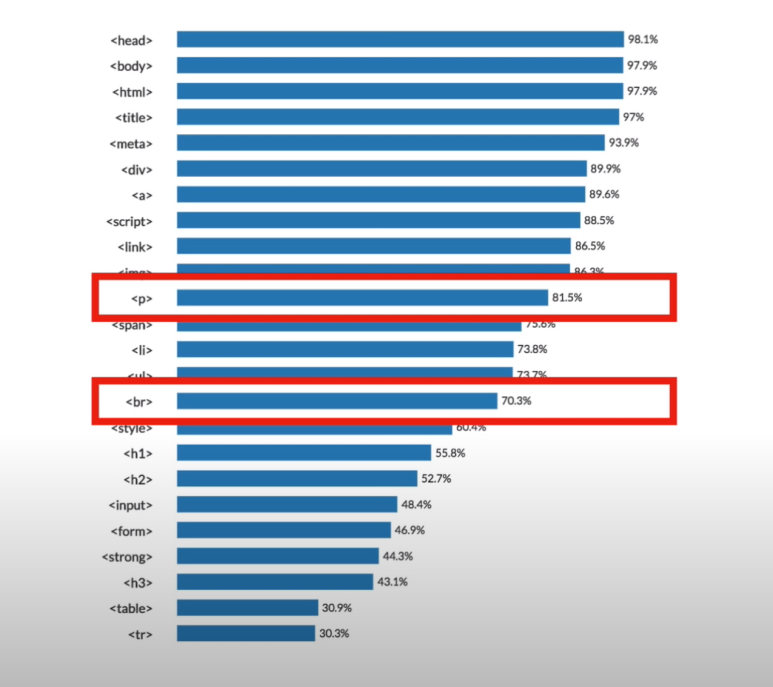 <head> 98.1%
<body> 97.9%
<html> 97.9%
<title> 97%
<meta> 93.9%
<div> 89.9%
<a> 89.6%
<script> 88.5%
<link> 86.5%
<img> 86.3%
<p> 81.5%
<span> 75.6%
<li> 73.8%
<ul> 73.7%
<br> 70.3%
<style> 60.4%
<h1> 55.8%
<h2> 52.7%
<input> 48.4%
<form> 46.9%
<strong> 44.3%
<h3> 43.1%
<table> 30.9%
<tr> 30.3%